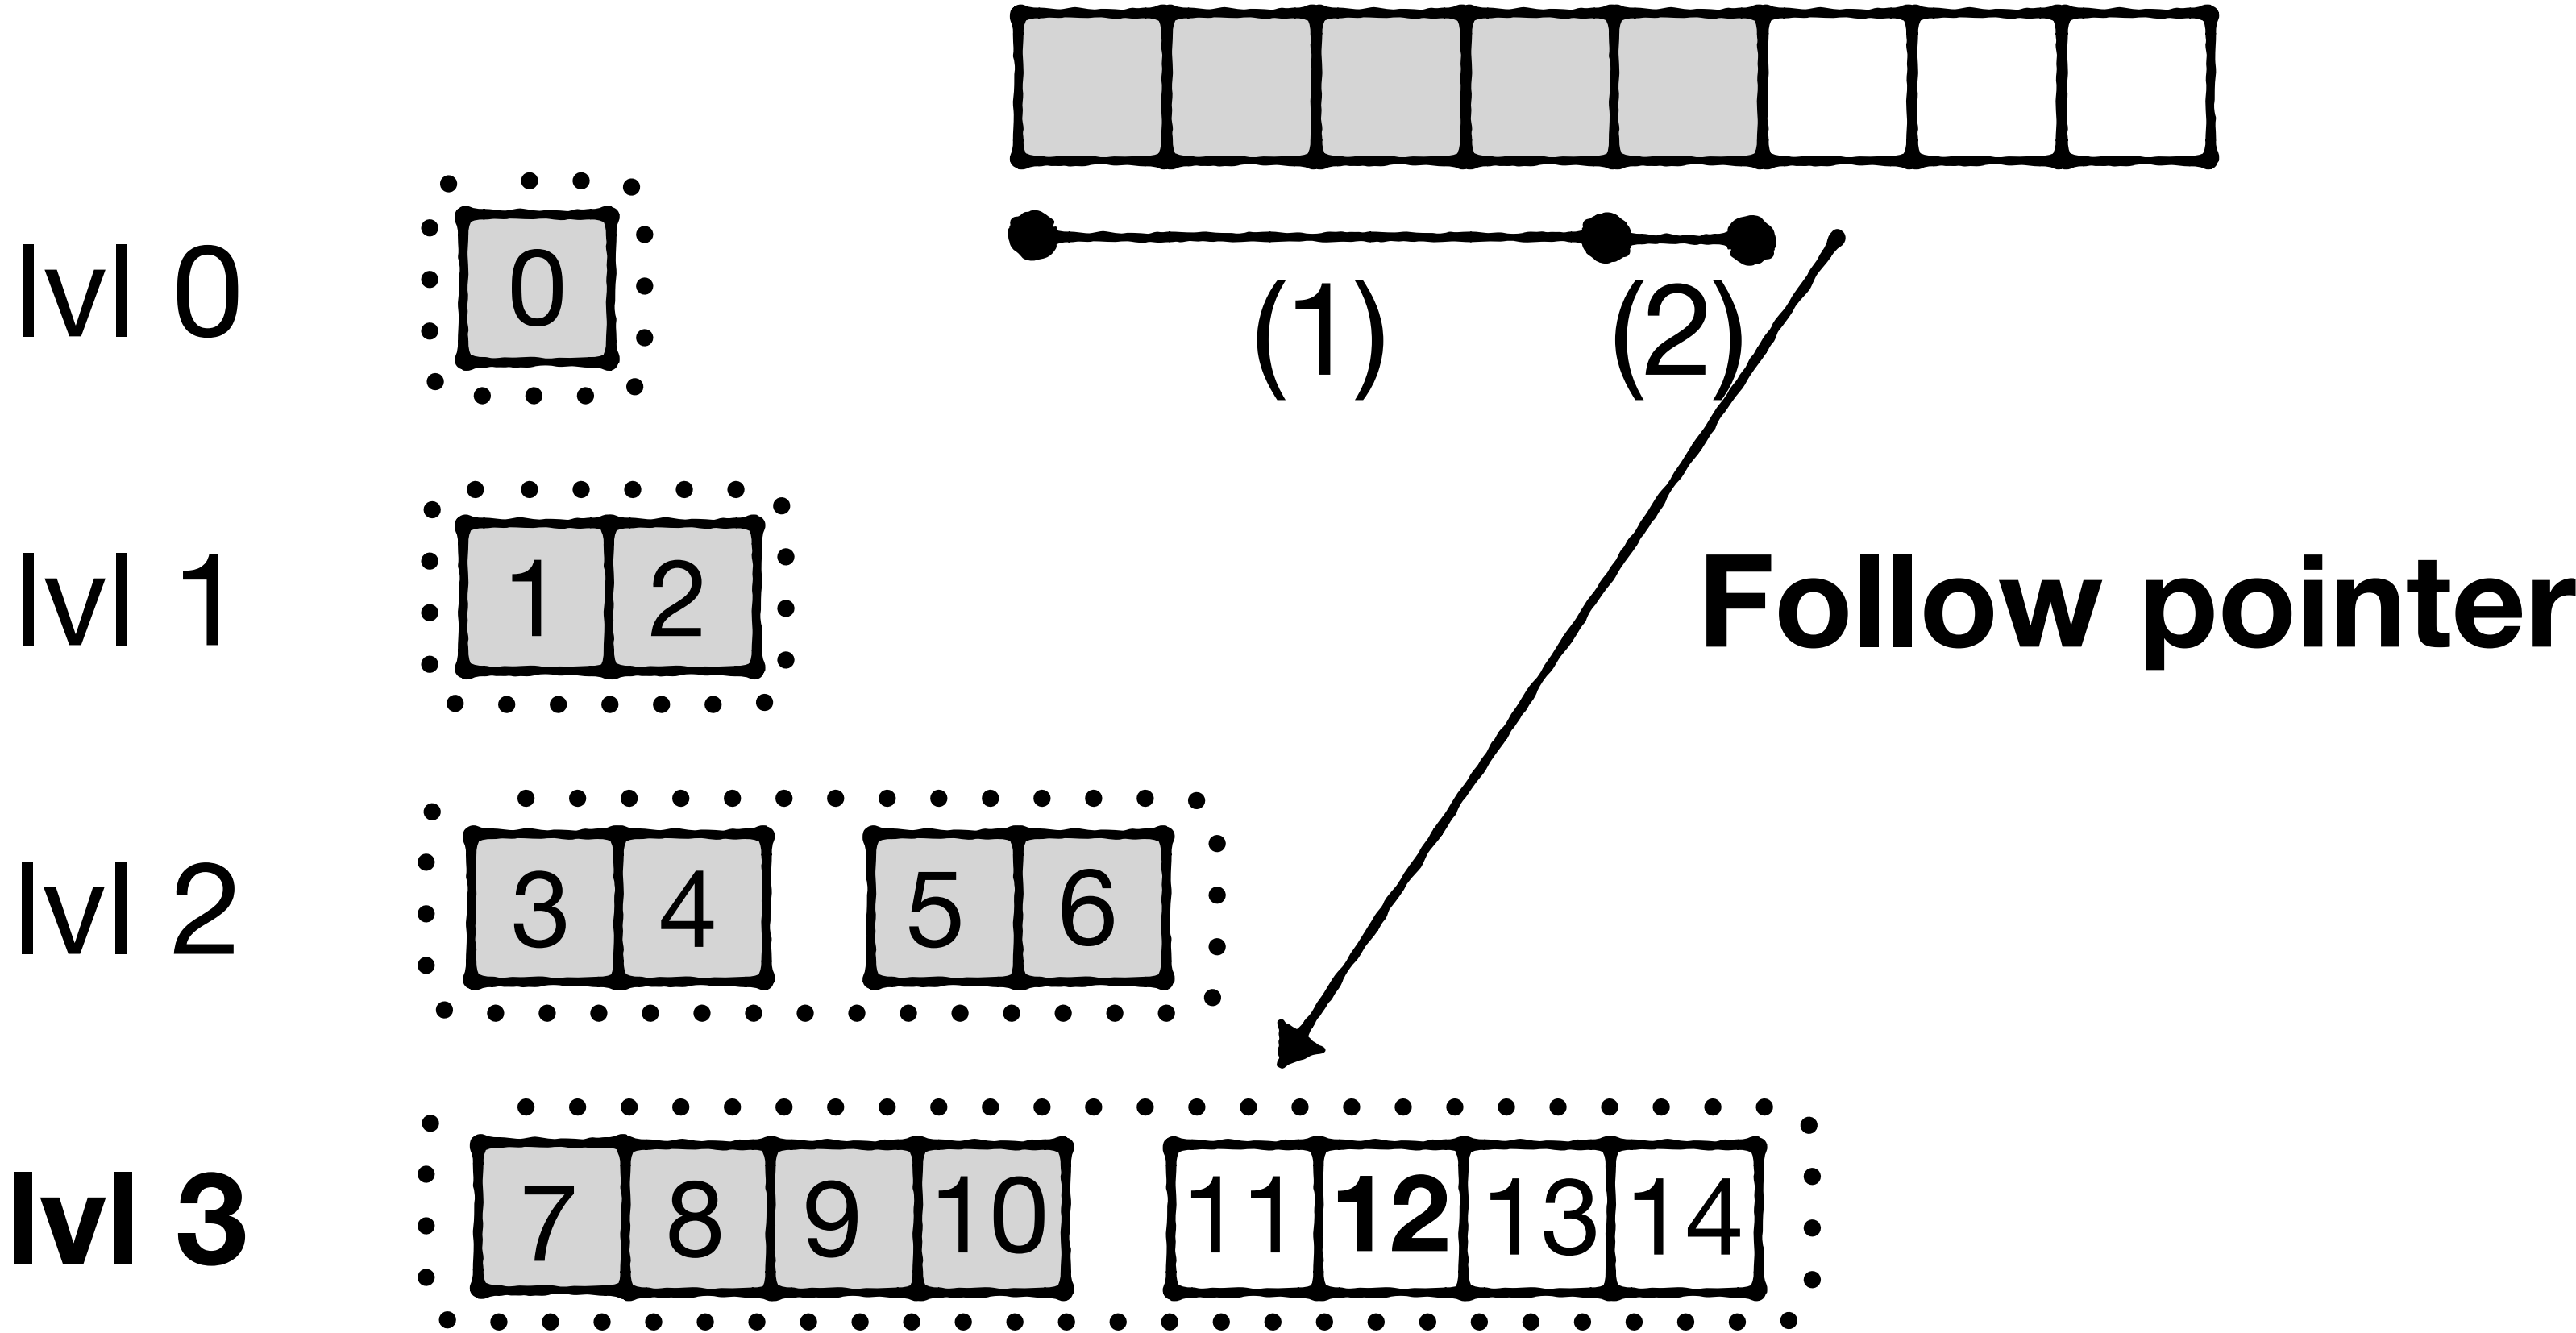 lvl 0
0
(1) (2)
lvl 1
1 2
Follow pointer
lvl 2
3 4 5 6
lvl 3
7 8 9 10 11 12 13 14